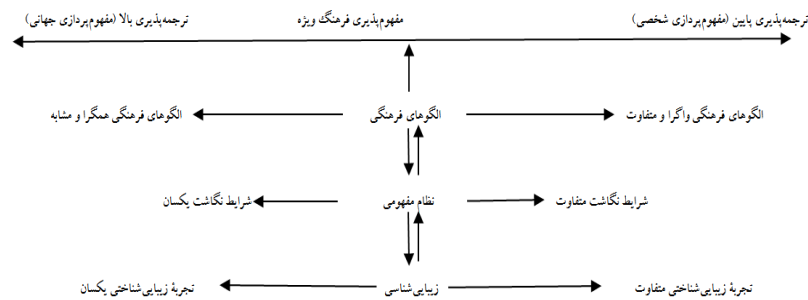 ترجمه‌پذیری پایین (مفهوم‌پردازی شخصی) مفهوم‌پذیری فرهنگ ویژه ترجمه‌پذیری بالا (مفهوم‌پردازی جهانی)
الگوهای فرهنگی واگرا و متفاوت الگوهای فرهنگی الگوهای فرهنگی همگرا و مشابه
شرایط نگاشت متفاوت نظام مفهومی شرایط نگاشت یکسان
تجربۀ زیبایی‌شناختی متفاوت زیبایی‌شناسی تجربۀ زیبایی‌شناختی یکسان